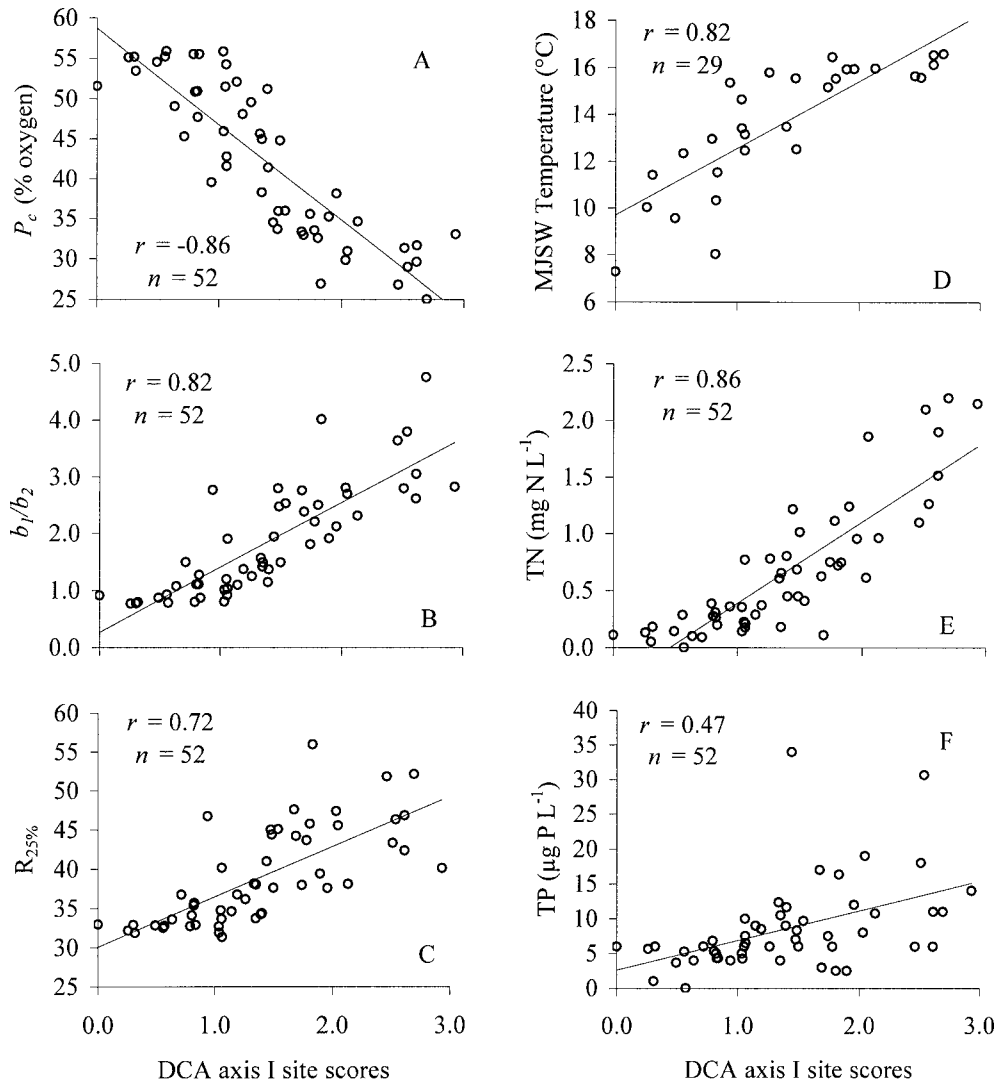 60
55
50
45
40
35
30
25
P_c (% oxygen)
A
r = -0.86
n = 52
18
16
14
12
10
8
6
MJSW Temperature (°C)
r = 0.82
n = 29
D
5.0
4.0
3.0
2.0
1.0
0.0
b_1/b_2
r = 0.82
n = 52
B
2.5
2.0
1.5
1.0
0.5
0.0
TN (mg N L⁻¹)
r = 0.86
n = 52
E
60
55
50
45
40
35
30
25
R_25%
r = 0.72
n = 52
C
0.0 1.0 2.0 3.0
DCA axis I site scores
40
35
30
25
20
15
10
5
0
TP (µg P L⁻¹)
r = 0.47
n = 52
F
0.0 1.0 2.0 3.0
DCA axis I site scores